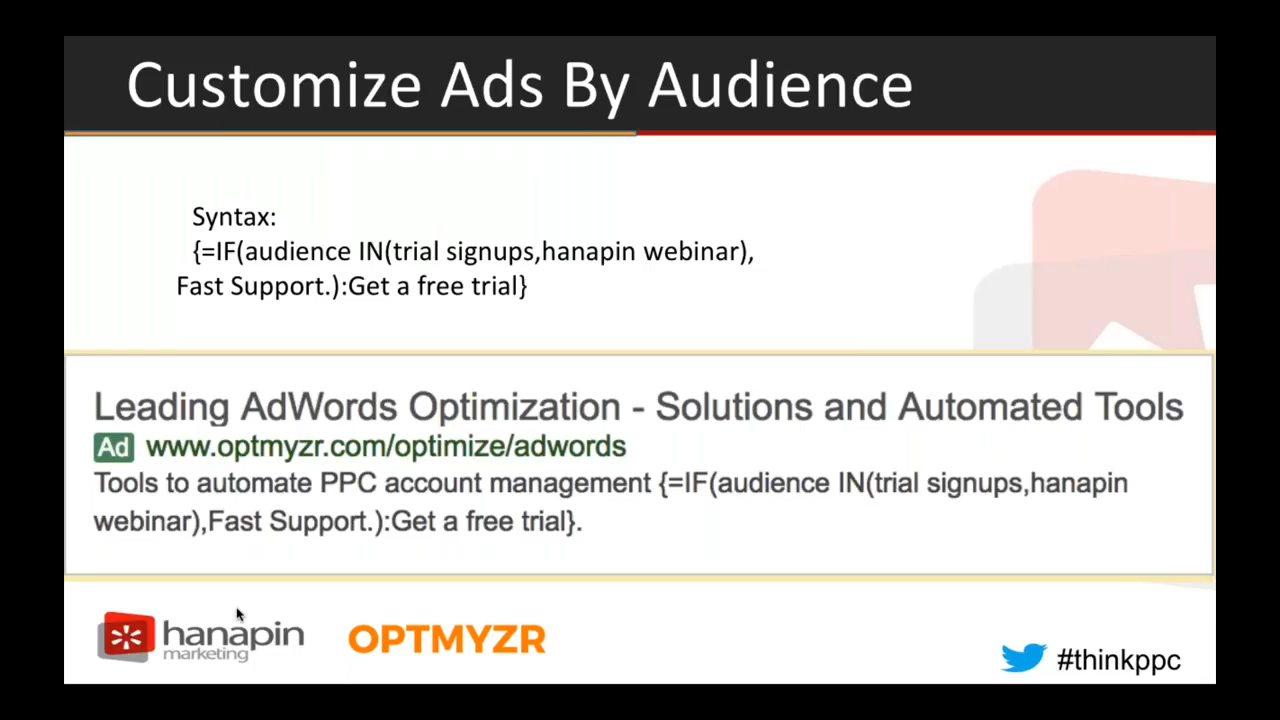 Customize Ads By Audience
Syntax:
{=IF(audience IN(trial signups,hanapin webinar),
Fast Support.):Get a free trial}
Leading AdWords Optimization - Solutions and Automated Tools
Ad www.optmyzr.com/optimize/adwords
Tools to automate PPC account management {=IF(audience IN(trial signups,hanapin
webinar),Fast Support.):Get a free trial}.
hanapin
marketing
OPTMYZR
#thinkppc